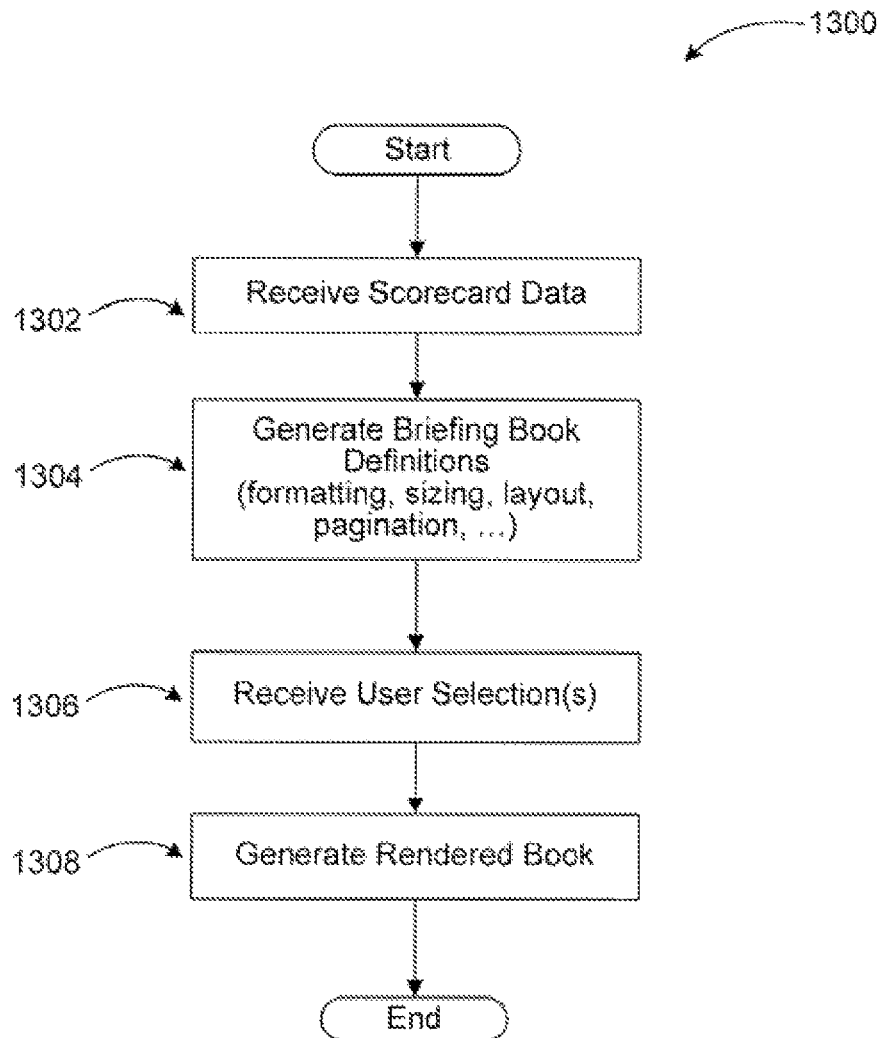 1300
Start
1302
Receive Scorecard Data
1304
Generate Briefing Book
Definitions
(formatting, sizing, layout,
pagination, ...)
1306
Receive User Selection(s)
1308
Generate Rendered Book
End